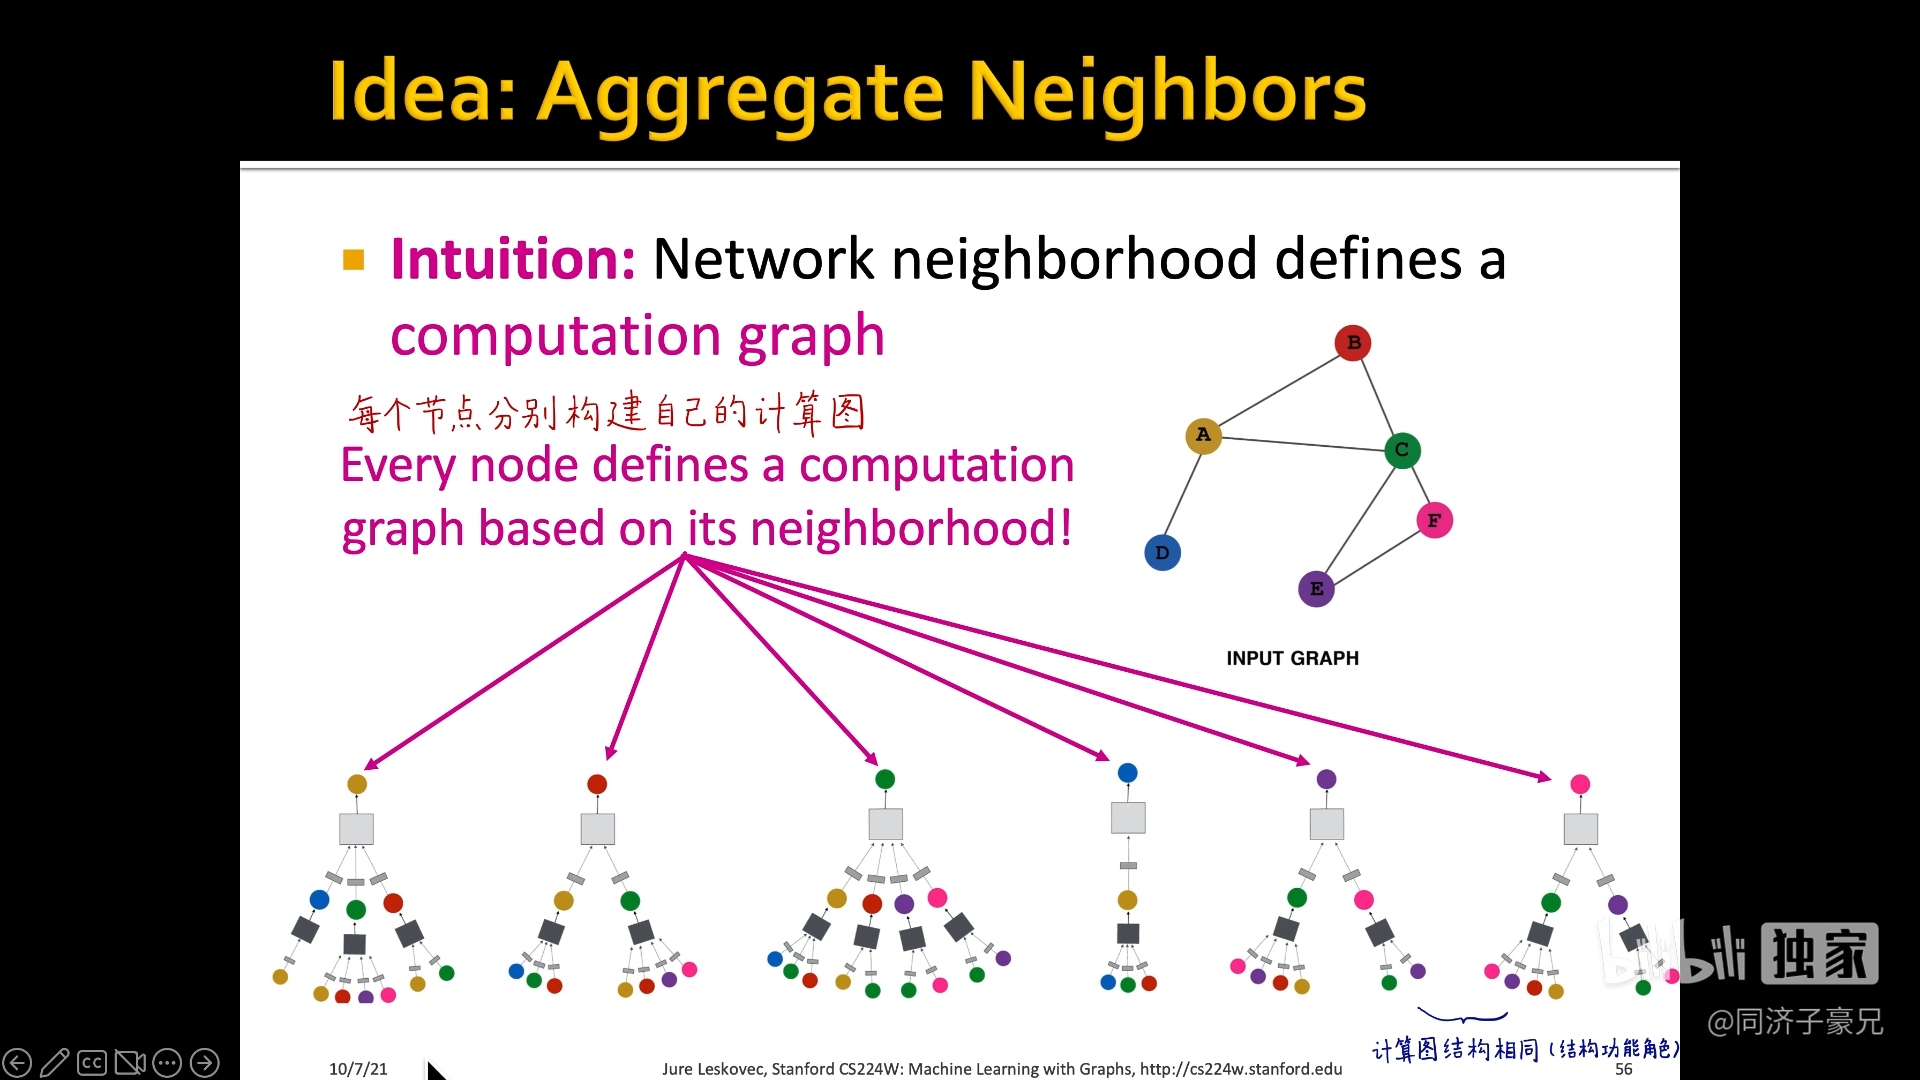 Idea: Aggregate Neighbors
Intuition: Network neighborhood defines a
computation graph
每个节点分别构建自己的计算图
Every node defines a computation
graph based on its neighborhood!
B
A
C
F
D
E
INPUT GRAPH
bilibili 独家
@同济子豪兄
计算图结构相同(结构功能角色)
10/7/21
Jure Leskovec, Stanford CS224W: Machine Learning with Graphs, http://cs224w.stanford.edu
56
CC